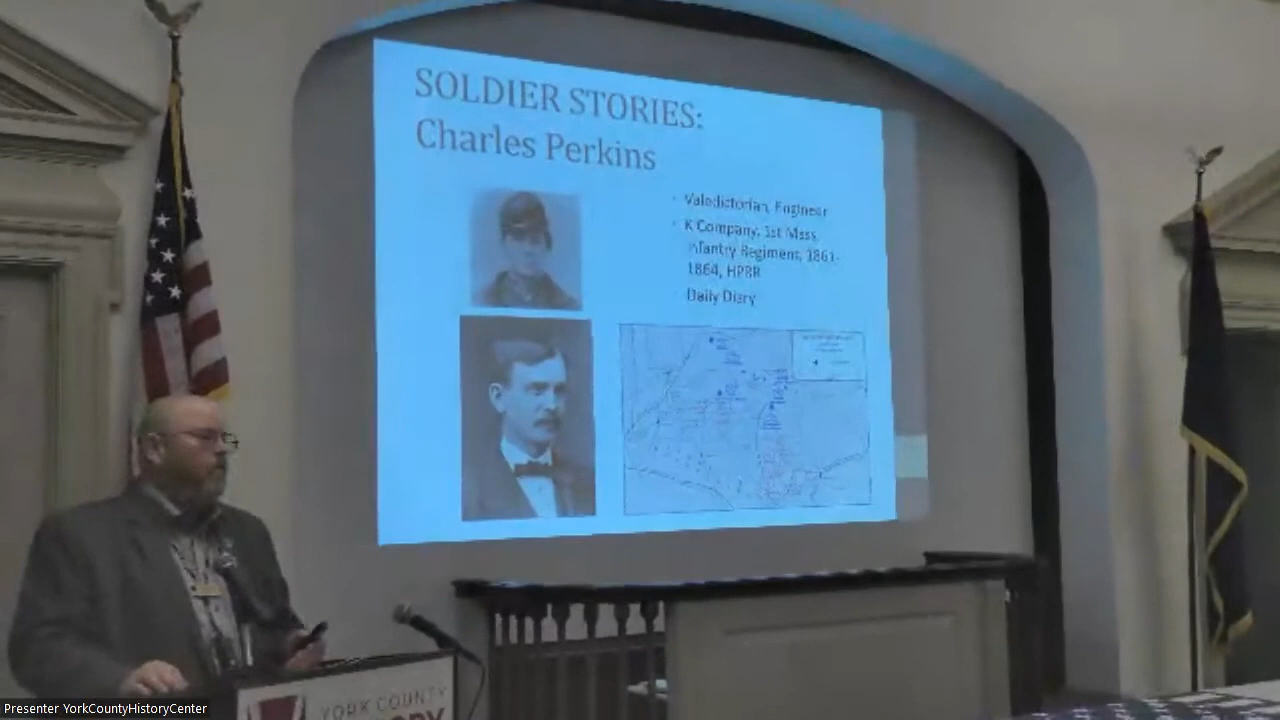 SOLDIER STORIES:
Charles Perkins
Valedictorian, Engineer
K Company, 1st Mass.
Infantry Regiment, 1861-
1864, HPBR
Daily Diary
YORK COUNTY
Presenter YorkCountyHistoryCenter